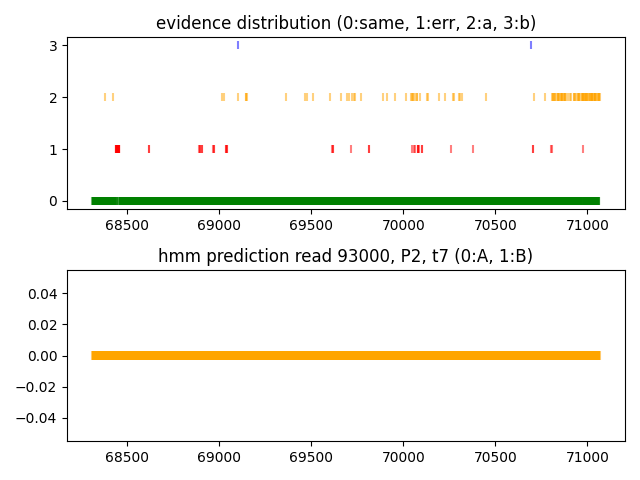 evidence distribution (0:same, 1:err, 2:a, 3:b)
3
2
1
0
68500 69000 69500 70000 70500 71000
hmm prediction read 93000, P2, t7 (0:A, 1:B)
0.04
0.02
0.00
−0.02
−0.04
68500 69000 69500 70000 70500 71000